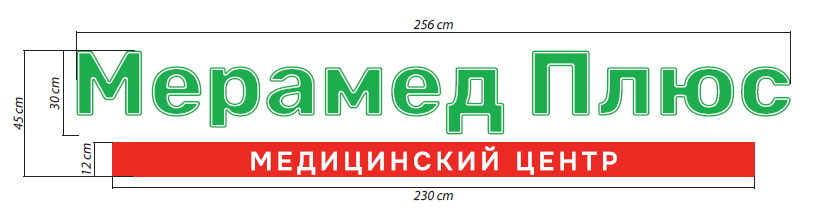 256 cm
Мерамед Плюс
45 cm
30 cm
12 cm
МЕДИЦИНСКИЙ ЦЕНТР
230 cm